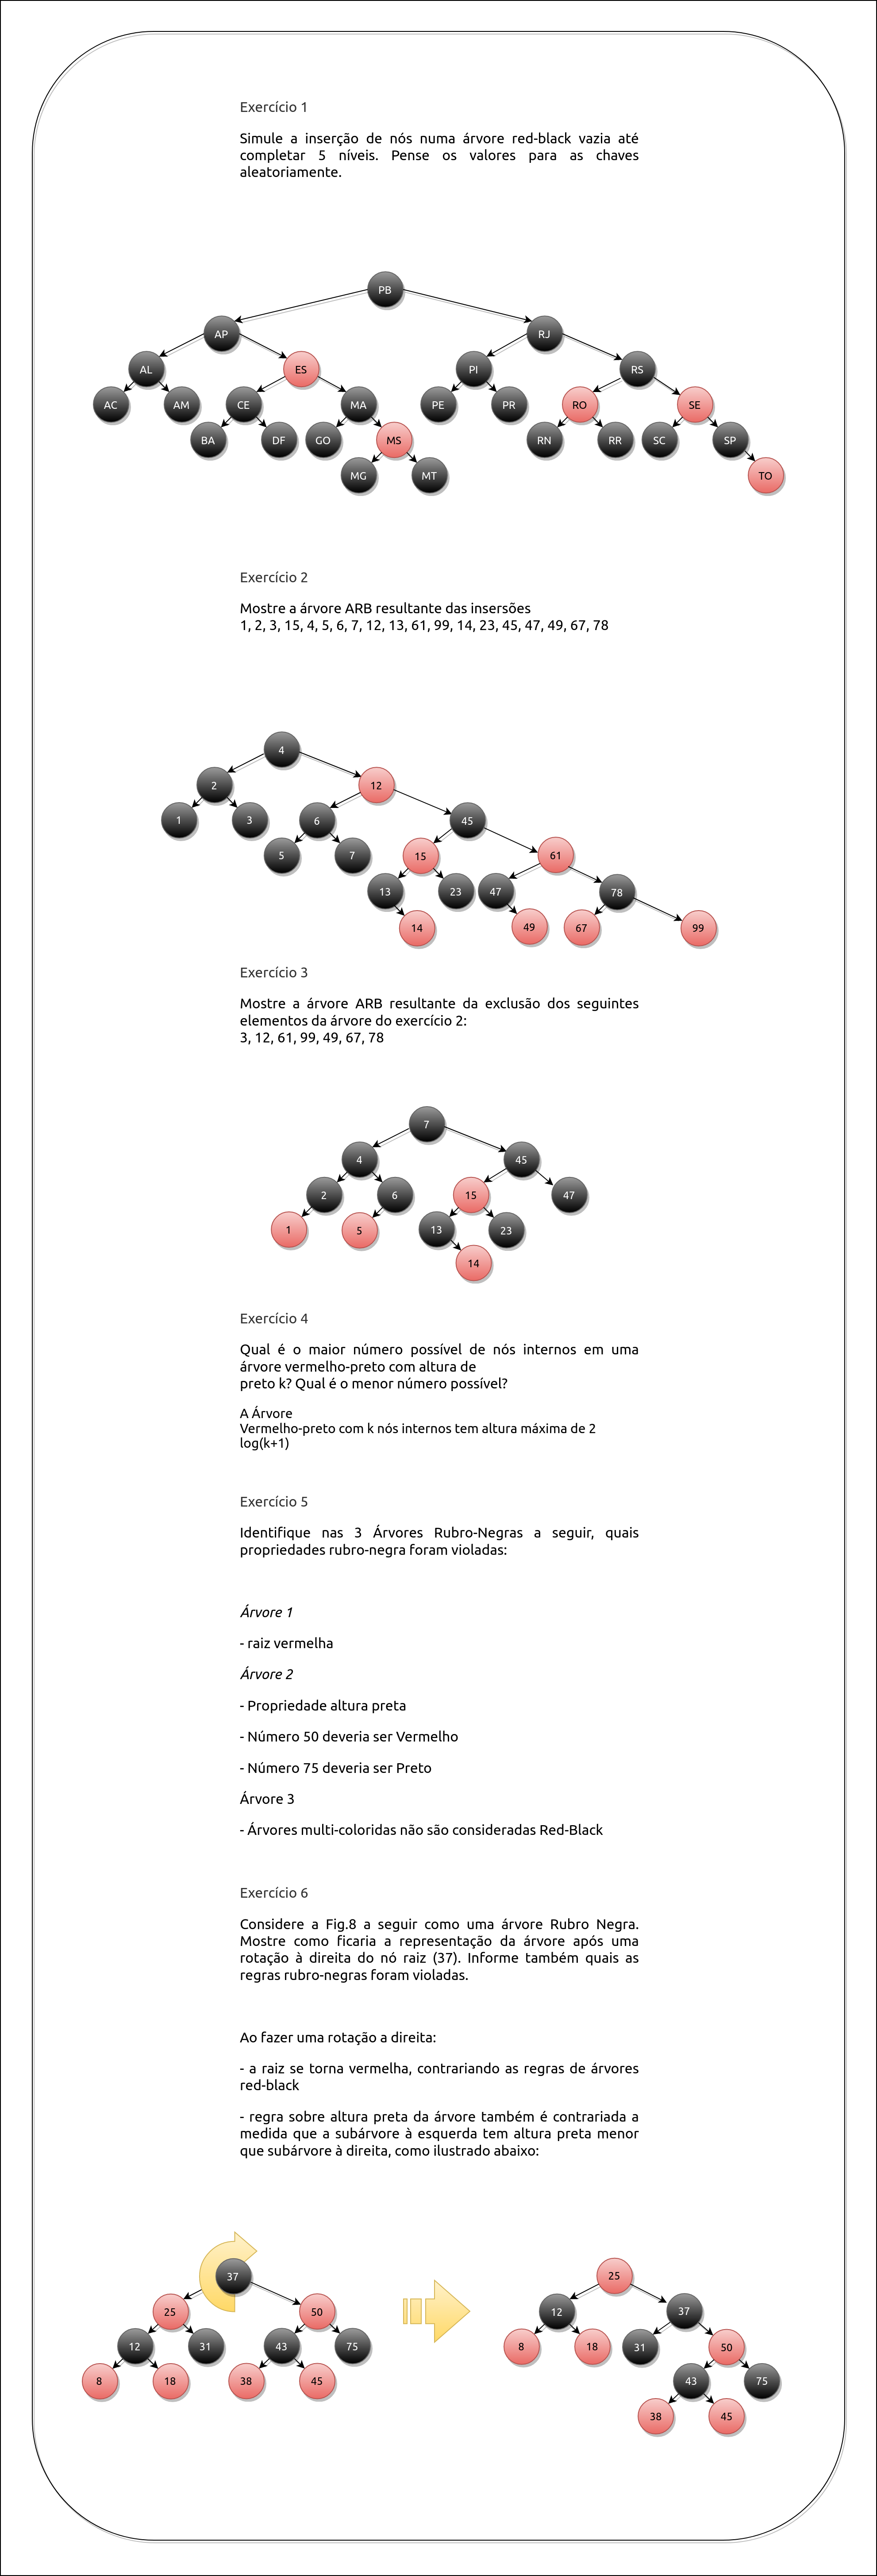 Exercício 1
Simule a inserção de nós numa árvore red-black vazia até
completar 5 níveis. Pense os valores para as chaves
aleatoriamente.
PB
AP RJ
AL ES PI RS
AC AM CE MA PE PR RO SE
BA DF GO MS RN RR SC SP
MG MT TO
Exercício 2
Mostre a árvore ARB resultante das insersões
1, 2, 3, 15, 4, 5, 6, 7, 12, 13, 61, 99, 14, 23, 45, 47, 49, 67, 78
4
2 12
1 3 6 45
5 7 15 61
13 23 47 78
14 49 67 99
Exercício 3
Mostre a árvore ARB resultante da exclusão dos seguintes
elementos da árvore do exercício 2:
3, 12, 61, 99, 49, 67, 78
7
4 45
2 6 15 47
1 5 13 23
14
Exercício 4
Qual é o maior número possível de nós internos em uma
árvore vermelho-preto com altura de
preto k? Qual é o menor número possível?
A Árvore
Vermelho-preto com k nós internos tem altura máxima de 2
log(k+1)
Exercício 5
Identifique nas 3 Árvores Rubro-Negras a seguir, quais
propriedades rubro-negra foram violadas:
Árvore 1
- raiz vermelha
Árvore 2
- Propriedade altura preta
- Número 50 deveria ser Vermelho
- Número 75 deveria ser Preto
Árvore 3
- Árvores multi-coloridas não são consideradas Red-Black
Exercício 6
Considere a Fig.8 a seguir como uma árvore Rubro Negra.
Mostre como ficaria a representação da árvore após uma
rotação à direita do nó raiz (37). Informe também quais as
regras rubro-negras foram violadas.
Ao fazer uma rotação a direita:
- a raiz se torna vermelha, contrariando as regras de árvores
red-black
- regra sobre altura preta da árvore também é contrariada a
medida que a subárvore à esquerda tem altura preta menor
que subárvore à direita, como ilustrado abaixo:
37
25 50
12 31 43 75
8 18 38 45
25
12 37
8 18 31 50
43 75
38 45